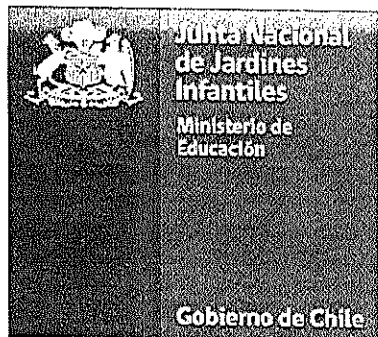 Junta Nacional
de Jardines
Infantiles
Ministerio de
Educación
Gobierno de Chile